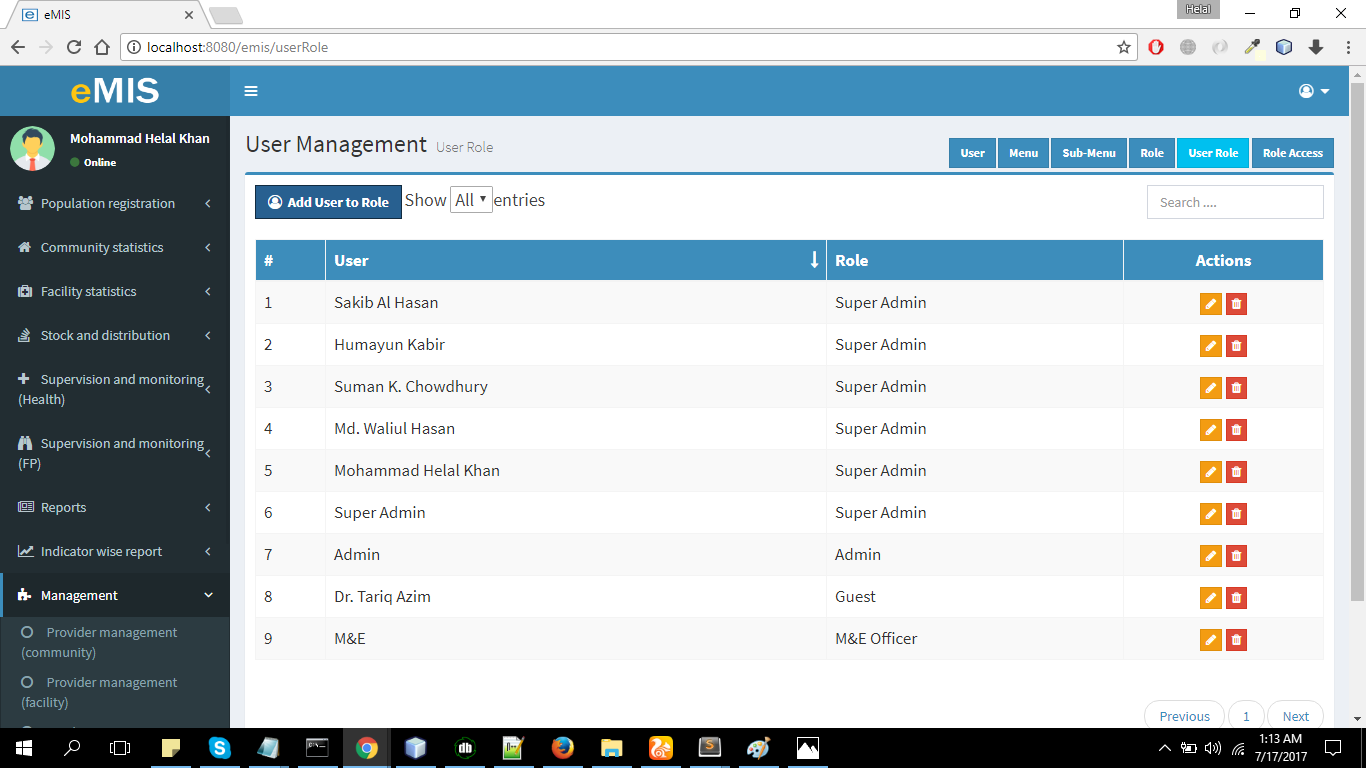 eMIS
Helal
localhost:8080/emis/userRole
eMIS
Mohammad Helal Khan
Online
Population registration
Community statistics
Facility statistics
Stock and distribution
Supervision and monitoring
(Health)
Supervision and monitoring
(FP)
Reports
Indicator wise report
Management
Provider management
(community)
Provider management
(facility)
User Management User Role
User Menu Sub-Menu Role User Role Role Access
Add User to Role Show All entries Search ....
# User Role Actions
1 Sakib Al Hasan Super Admin
2 Humayun Kabir Super Admin
3 Suman K. Chowdhury Super Admin
4 Md. Waliul Hasan Super Admin
5 Mohammad Helal Khan Super Admin
6 Super Admin Super Admin
7 Admin Admin
8 Dr. Tariq Azim Guest
9 M&E M&E Officer
Previous 1 Next
1:13 AM
7/17/2017